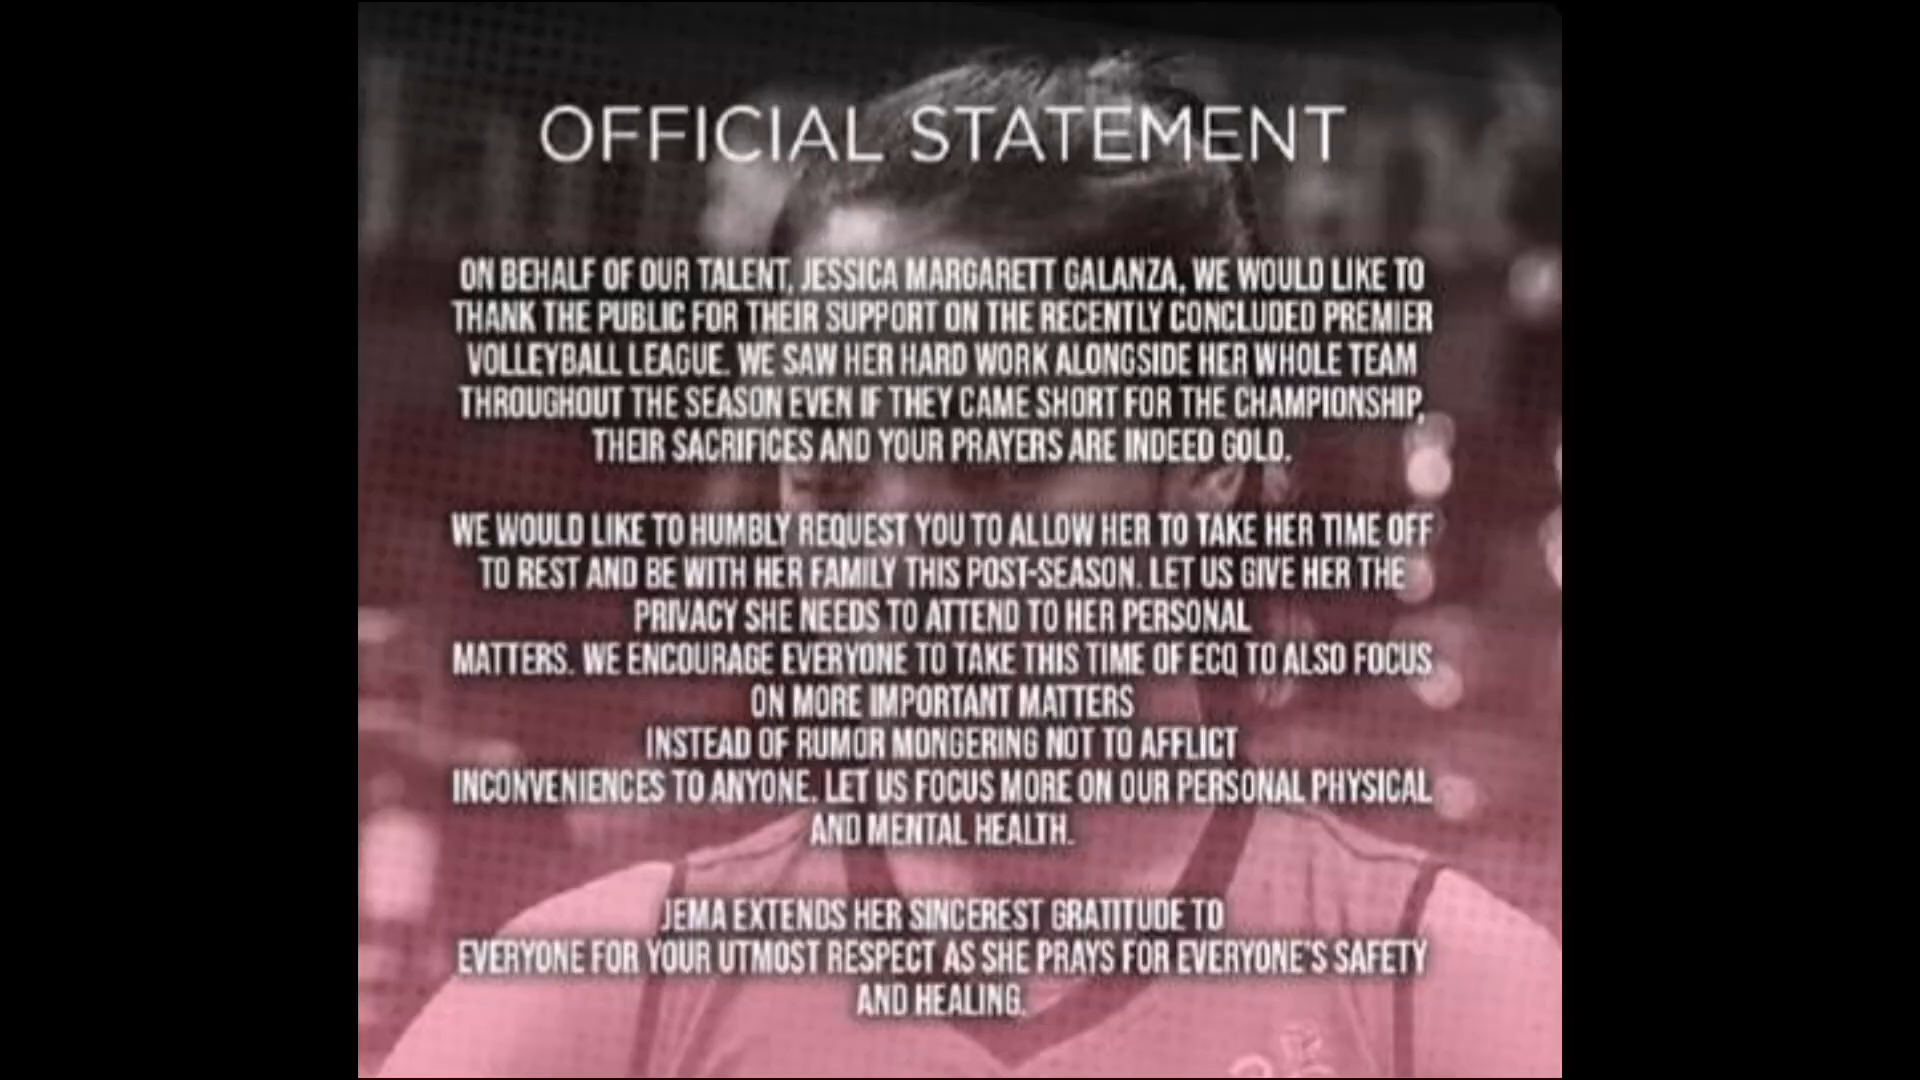 OFFICIAL STATEMENT
ON BEHALF OF OUR TALENT, JESSICA MARGARETT GALANZA, WE WOULD LIKE TO
THANK THE PUBLIC FOR THEIR SUPPORT ON THE RECENTLY CONCLUDED PREMIER
VOLLEYBALL LEAGUE. WE SAW HER HARD WORK ALONGSIDE HER WHOLE TEAM
THROUGHOUT THE SEASON EVEN IF THEY CAME SHORT FOR THE CHAMPIONSHIP,
THEIR SACRIFICES AND YOUR PRAYERS ARE INDEED GOLD.
WE WOULD LIKE TO HUMBLY REQUEST YOU TO ALLOW HER TO TAKE HER TIME OFF
TO REST AND BE WITH HER FAMILY THIS POST-SEASON. LET US GIVE HER THE
PRIVACY SHE NEEDS TO ATTEND TO HER PERSONAL
MATTERS. WE ENCOURAGE EVERYONE TO TAKE THIS TIME OF ECQ TO ALSO FOCUS
ON MORE IMPORTANT MATTERS
INSTEAD OF RUMOR MONGERING NOT TO AFFLICT
INCONVENIENCES TO ANYONE. LET US FOCUS MORE ON OUR PERSONAL PHYSICAL
AND MENTAL HEALTH.
JEMA EXTENDS HER SINCEREST GRATITUDE TO
EVERYONE FOR YOUR UTMOST RESPECT AS SHE PRAYS FOR EVERYONE'S SAFETY
AND HEALING.